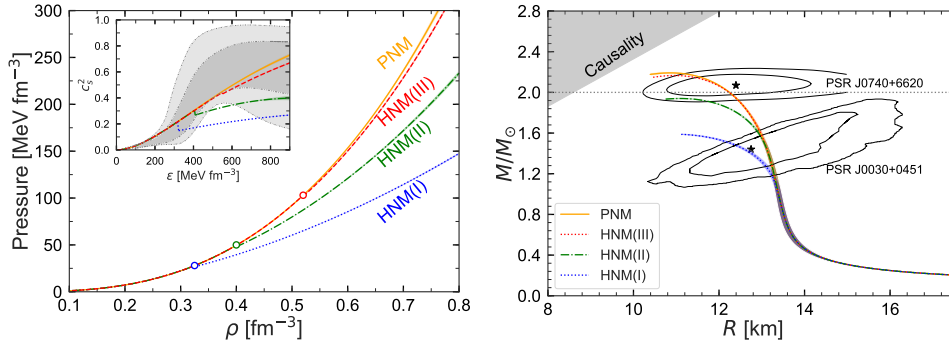 300
250
200
150
100
50
0
Pressure [MeV fm⁻³]
0.1 0.2 0.3 0.4 0.5 0.6 0.7 0.8
ρ [fm⁻³]
1.0
0.8
0.6
0.4
0.2
0.0
c_s²
0 200 400 600 800
ε [MeV fm⁻³]
PNM
HNM(III)
HNM(II)
HNM(I)
2.8
2.4
2.0
1.6
1.2
0.8
0.4
0.0
M/M⊙
8 10 12 14 16
R [km]
Causality
PSR J0740+6620
PSR J0030+0451
PNM
HNM(III)
HNM(II)
HNM(I)